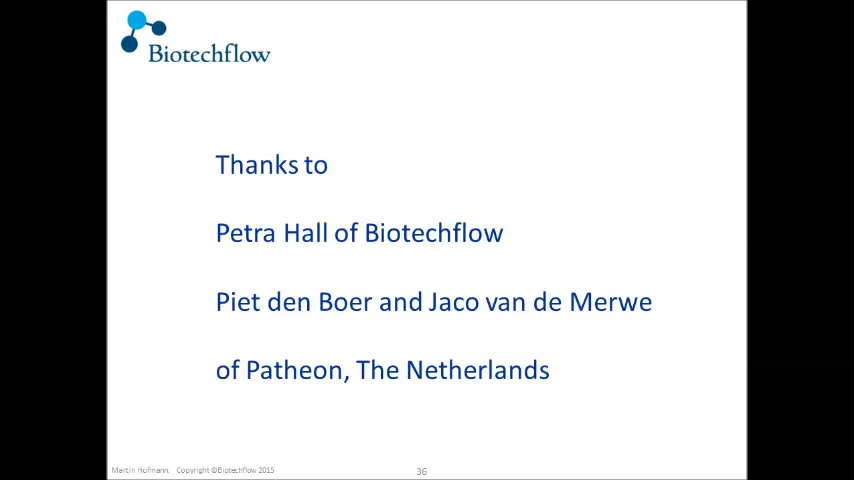 Biotechflow
Thanks to
Petra Hall of Biotechflow
Piet den Boer and Jaco van de Merwe
of Patheon, The Netherlands
Martin Hofmann. Copyright ©Biotechflow 2015
36